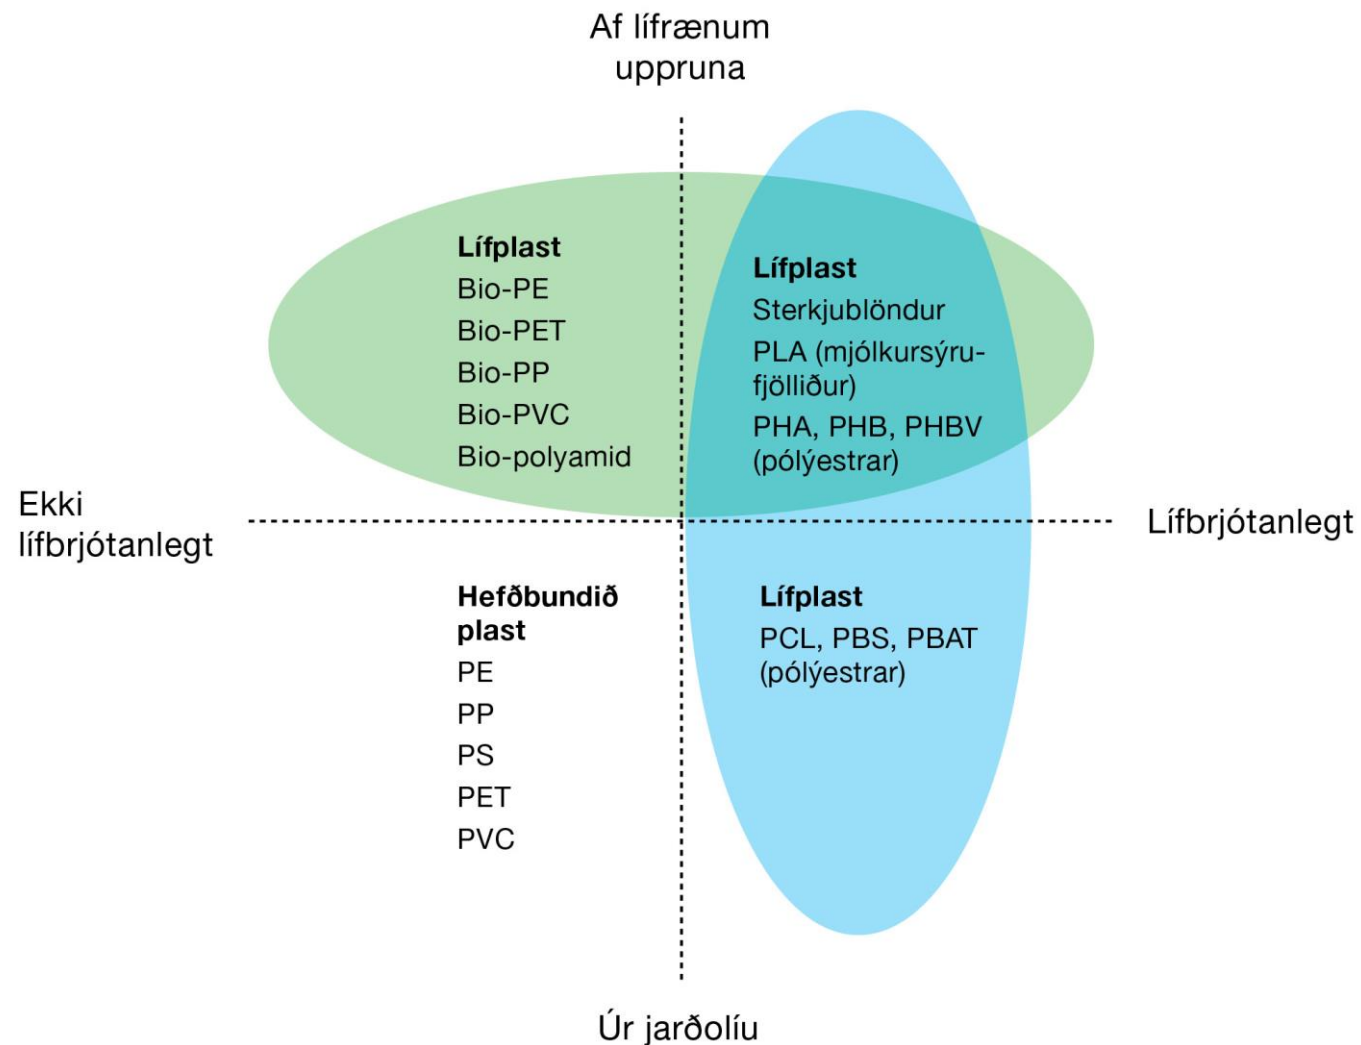 Af lífrænum
uppruna
Lífplast
Bio-PE
Bio-PET
Bio-PP
Bio-PVC
Bio-polyamid
Lífplast
Sterkjublöndur
PLA (mjólkursýru-
fjölliður)
PHA, PHB, PHBV
(pólýestrar)
Ekki
lífbrjótanlegt
Lífbrjótanlegt
Hefðbundið
plast
PE
PP
PS
PET
PVC
Lífplast
PCL, PBS, PBAT
(pólýestrar)
Úr jarðolíu